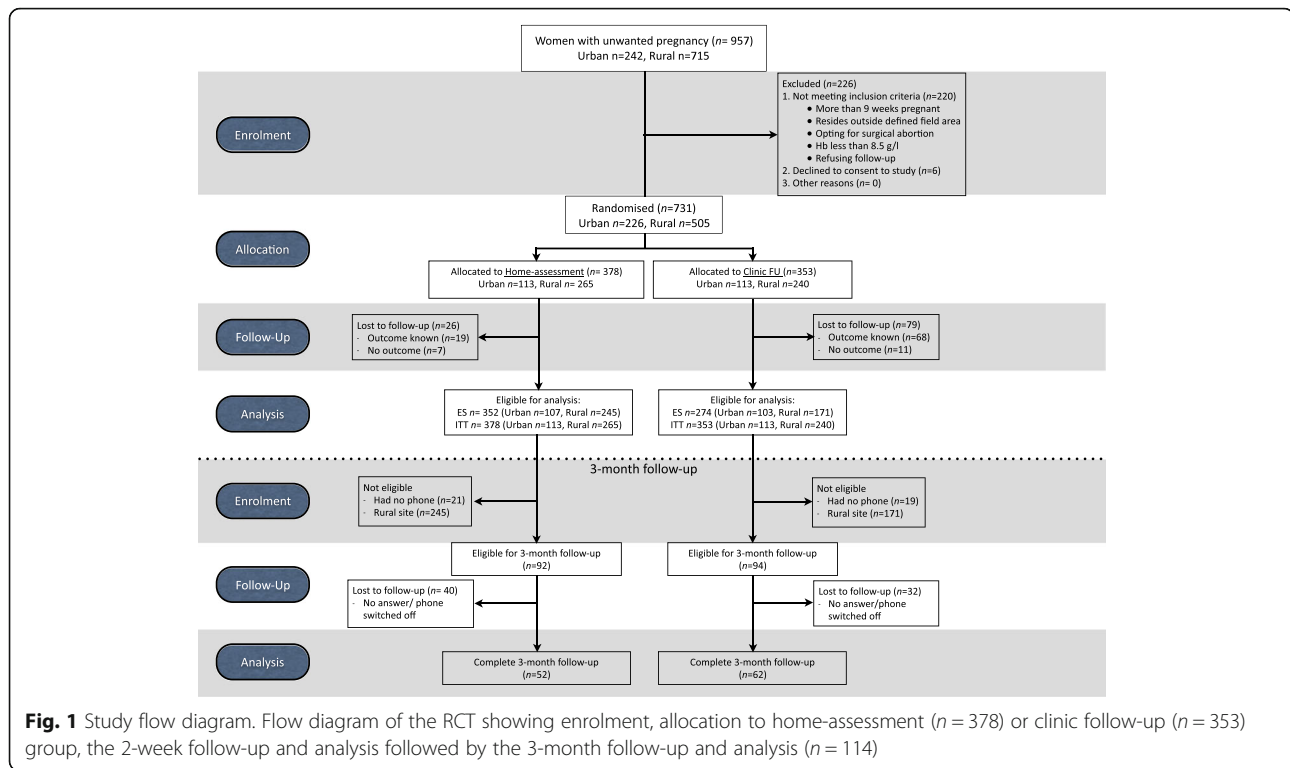 Women with unwanted pregnancy (n= 957)
Urban n=242, Rural n=715
Enrolment
Excluded (n=226)
1. Not meeting inclusion criteria (n=220)
● More than 9 weeks pregnant
● Resides outside defined field area
● Opting for surgical abortion
● Hb less than 8.5 g/l
● Refusing follow-up
2. Declined to consent to study (n=6)
3. Other reasons (n= 0)
Randomised (n=731)
Urban n=226, Rural n=505
Allocation
Allocated to Home-assessment (n= 378)
Urban n=113, Rural n= 265
Allocated to Clinic FU (n=353)
Urban n=113, Rural n=240
Follow-Up
Lost to follow-up (n=26)
- Outcome known (n=19)
- No outcome (n=7)
Lost to follow-up (n=79)
- Outcome known (n=68)
- No outcome (n=11)
Analysis
Eligible for analysis:
ES n= 352 (Urban n=107, Rural n=245)
ITT n= 378 (Urban n=113, Rural n=265)
Eligible for analysis:
ES n=274 (Urban n=103, Rural n=171)
ITT n=353 (Urban n=113, Rural n=240)
3-month follow-up
Enrolment
Not eligible
- Had no phone (n=21)
- Rural site (n=245)
Not eligible
- Had no phone (n=19)
- Rural site (n=171)
Follow-Up
Eligible for 3-month follow-up
(n=92)
Eligible for 3-month follow-up
(n=94)
Lost to follow-up (n= 40)
- No answer/ phone
switched off
Lost to follow-up (n=32)
- No answer/phone
switched off
Analysis
Complete 3-month follow-up
(n=52)
Complete 3-month follow-up
(n=62)
Fig. 1 Study flow diagram. Flow diagram of the RCT showing enrolment, allocation to home-assessment (n = 378) or clinic follow-up (n = 353)
group, the 2-week follow-up and analysis followed by the 3-month follow-up and analysis (n = 114)